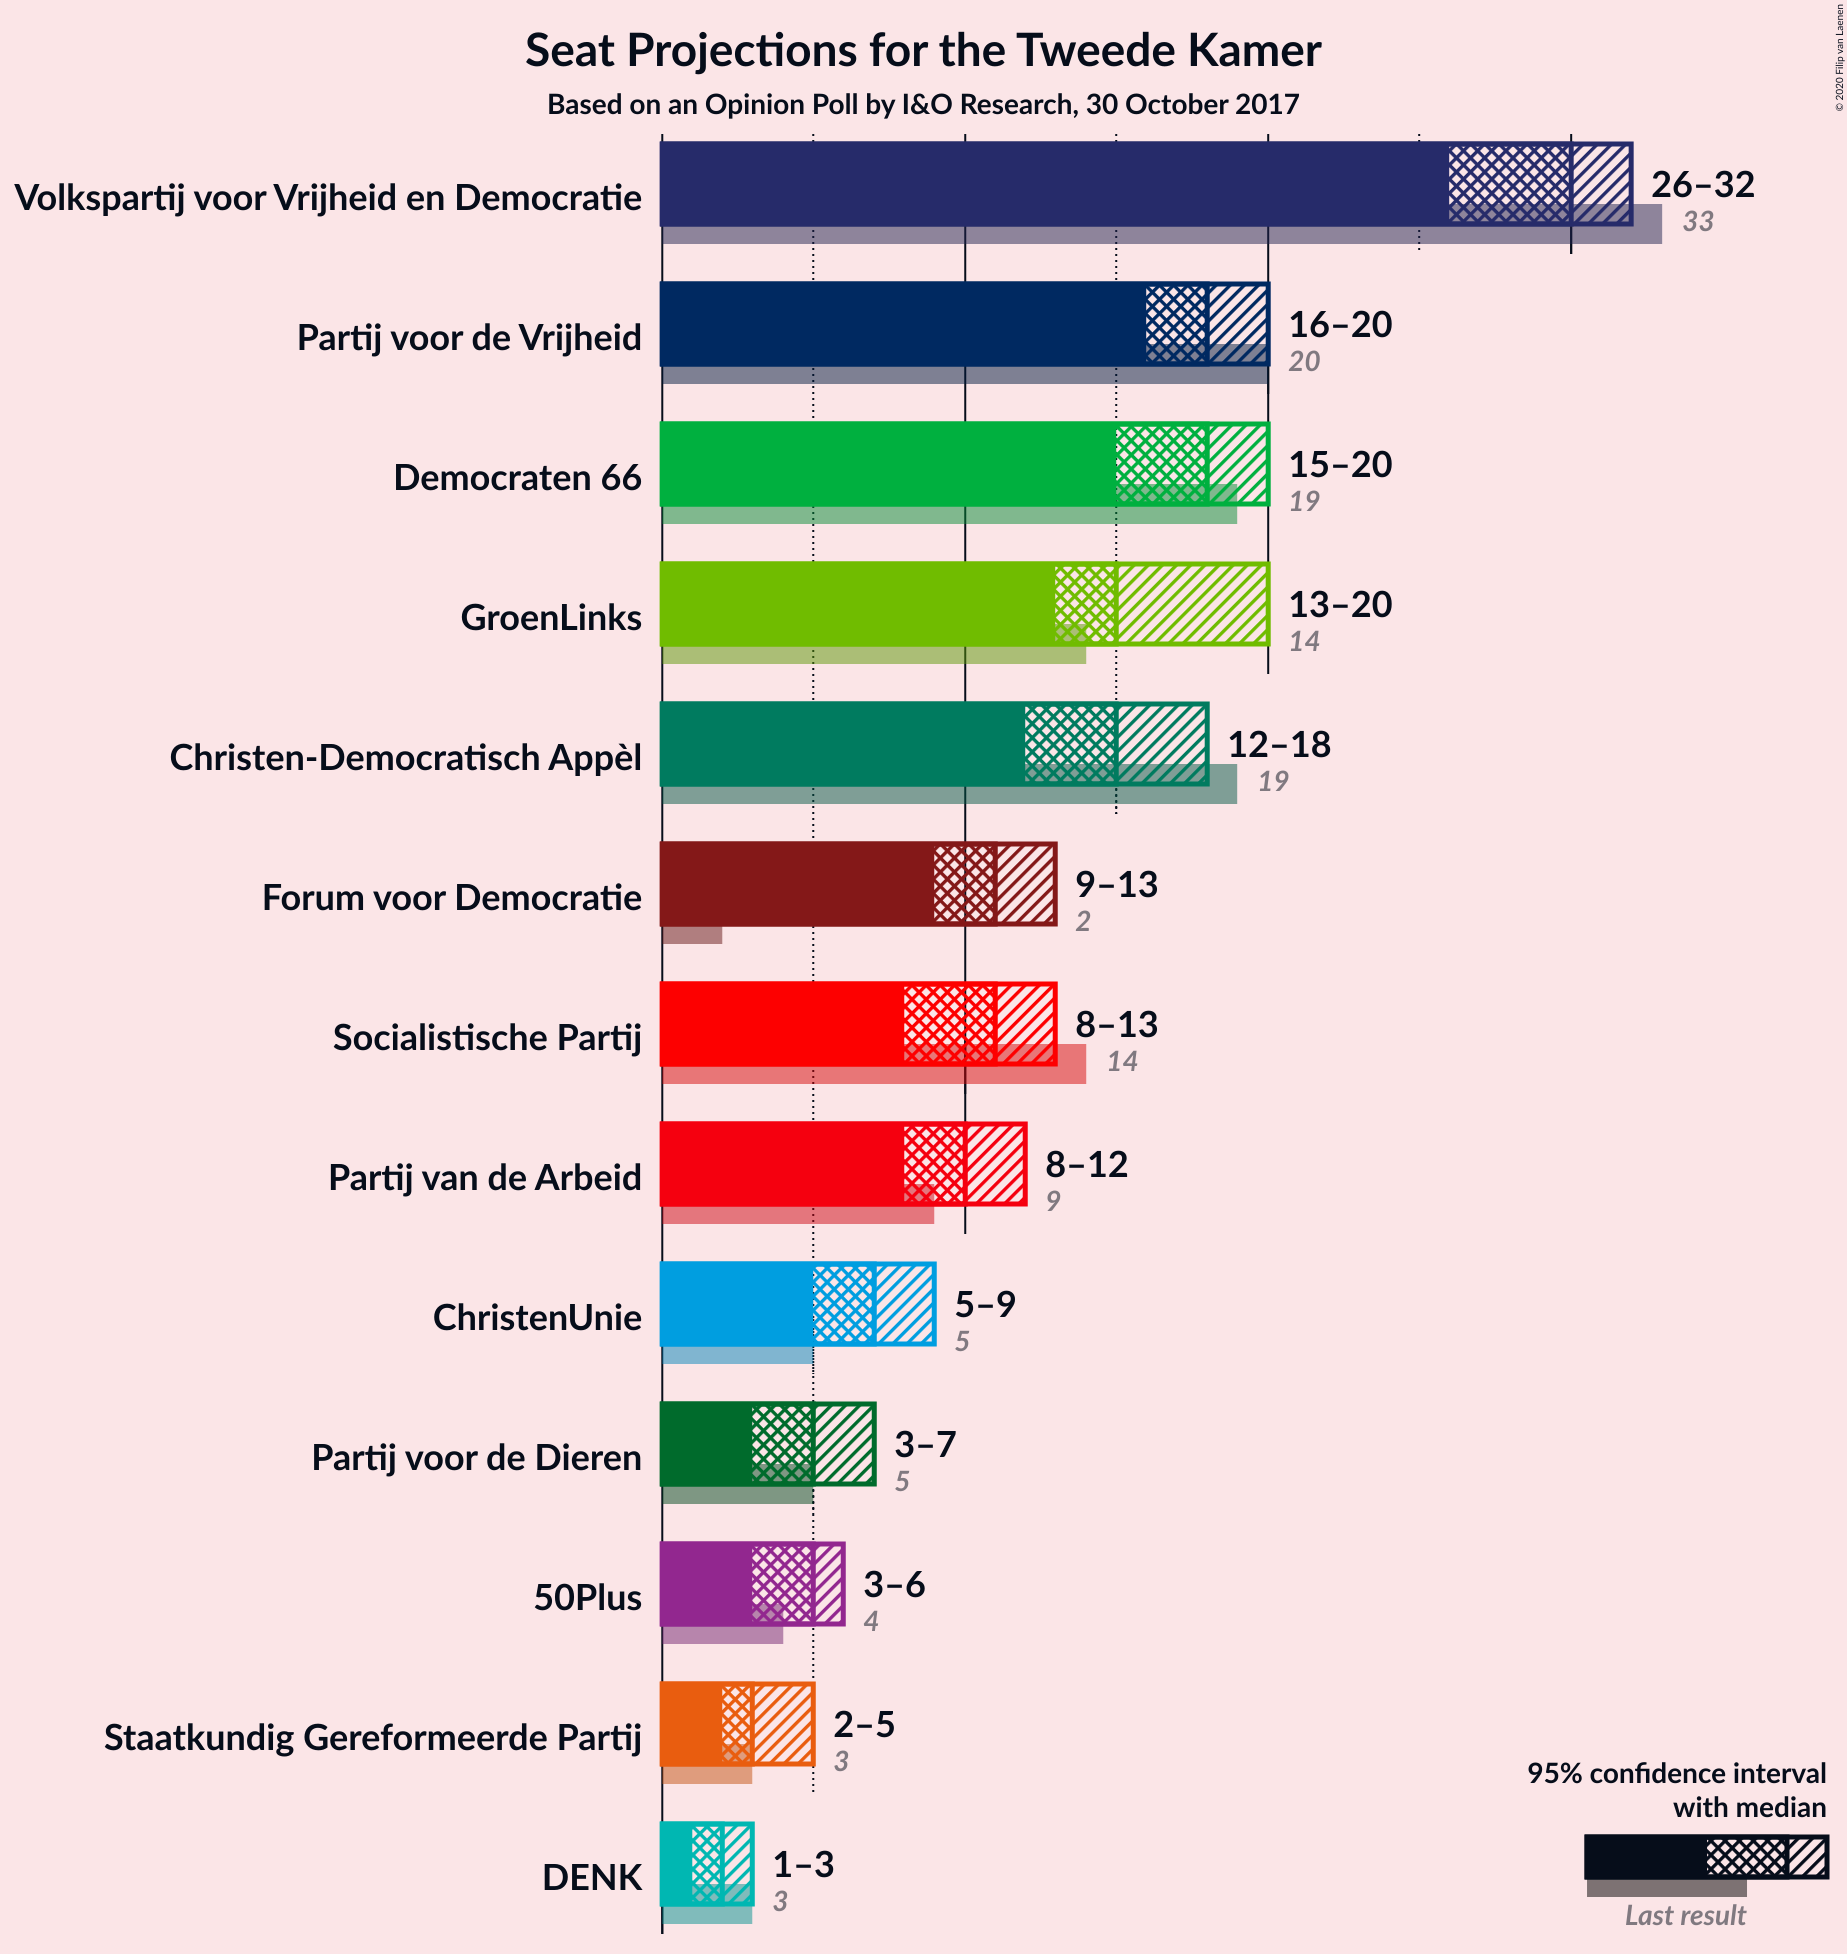 Seat Projections for the Tweede Kamer
Based on an Opinion Poll by I&O Research, 30 October 2017
© 2020 Filip van Laenen
Volkspartij voor Vrijheid en Democratie
26–32
33
Partij voor de Vrijheid
16–20
20
Democraten 66
15–20
19
GroenLinks
13–20
14
Christen-Democratisch Appèl
12–18
19
Forum voor Democratie
9–13
2
Socialistische Partij
8–13
14
Partij van de Arbeid
8–12
9
ChristenUnie
5–9
5
Partij voor de Dieren
3–7
5
50Plus
3–6
4
Staatkundig Gereformeerde Partij
2–5
3
DENK
1–3
3
95% confidence interval
with median
Last result